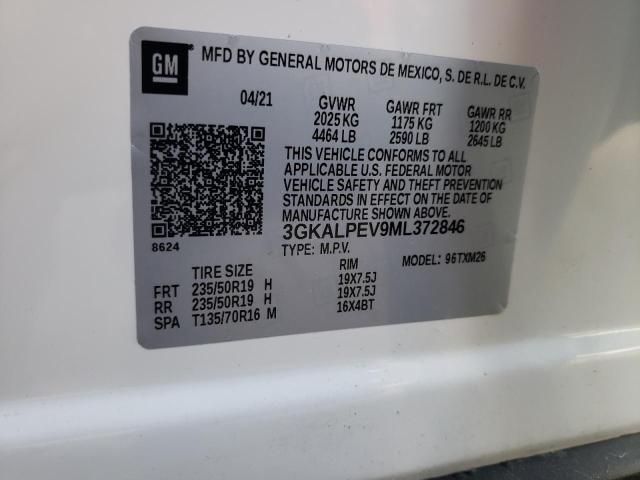 GM ® MFD BY GENERAL MOTORS DE MEXICO, S. DE R.L. DE C.V.
04/21 GVWR GAWR FRT GAWR RR
2025 KG 1175 KG 1200 KG
4464 LB 2590 LB 2645 LB
THIS VEHICLE CONFORMS TO ALL
APPLICABLE U.S. FEDERAL MOTOR
VEHICLE SAFETY AND THEFT PREVENTION
STANDARDS IN EFFECT ON THE DATE OF
MANUFACTURE SHOWN ABOVE.
3GKALPEV9ML372846
8624
TYPE: M.P.V. MODEL: 96TXM26
TIRE SIZE RIM
FRT 235/50R19 H 19X7.5J
RR 235/50R19 H 19X7.5J
SPA T135/70R16 M 16X4BT